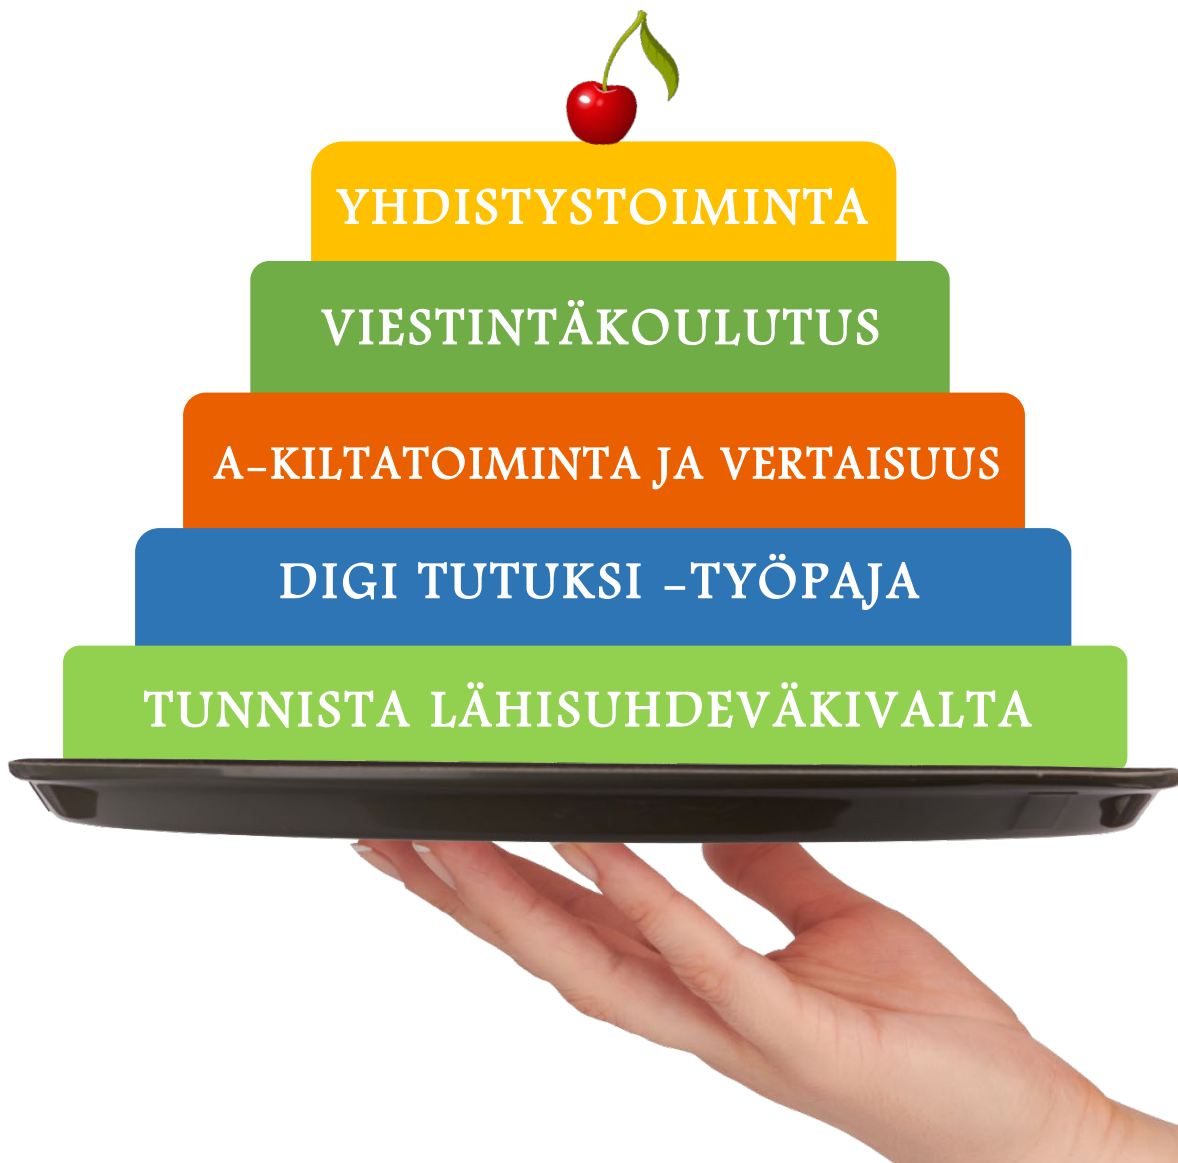 YHDISTYSTOIMINTA
VIESTINTÄKOULUTUS
A-KILTATOIMINTA JA VERTAISUUS
DIGI TUTUKSI -TYÖPAJA
TUNNISTA LÄHISUHDEVÄKIVALTA